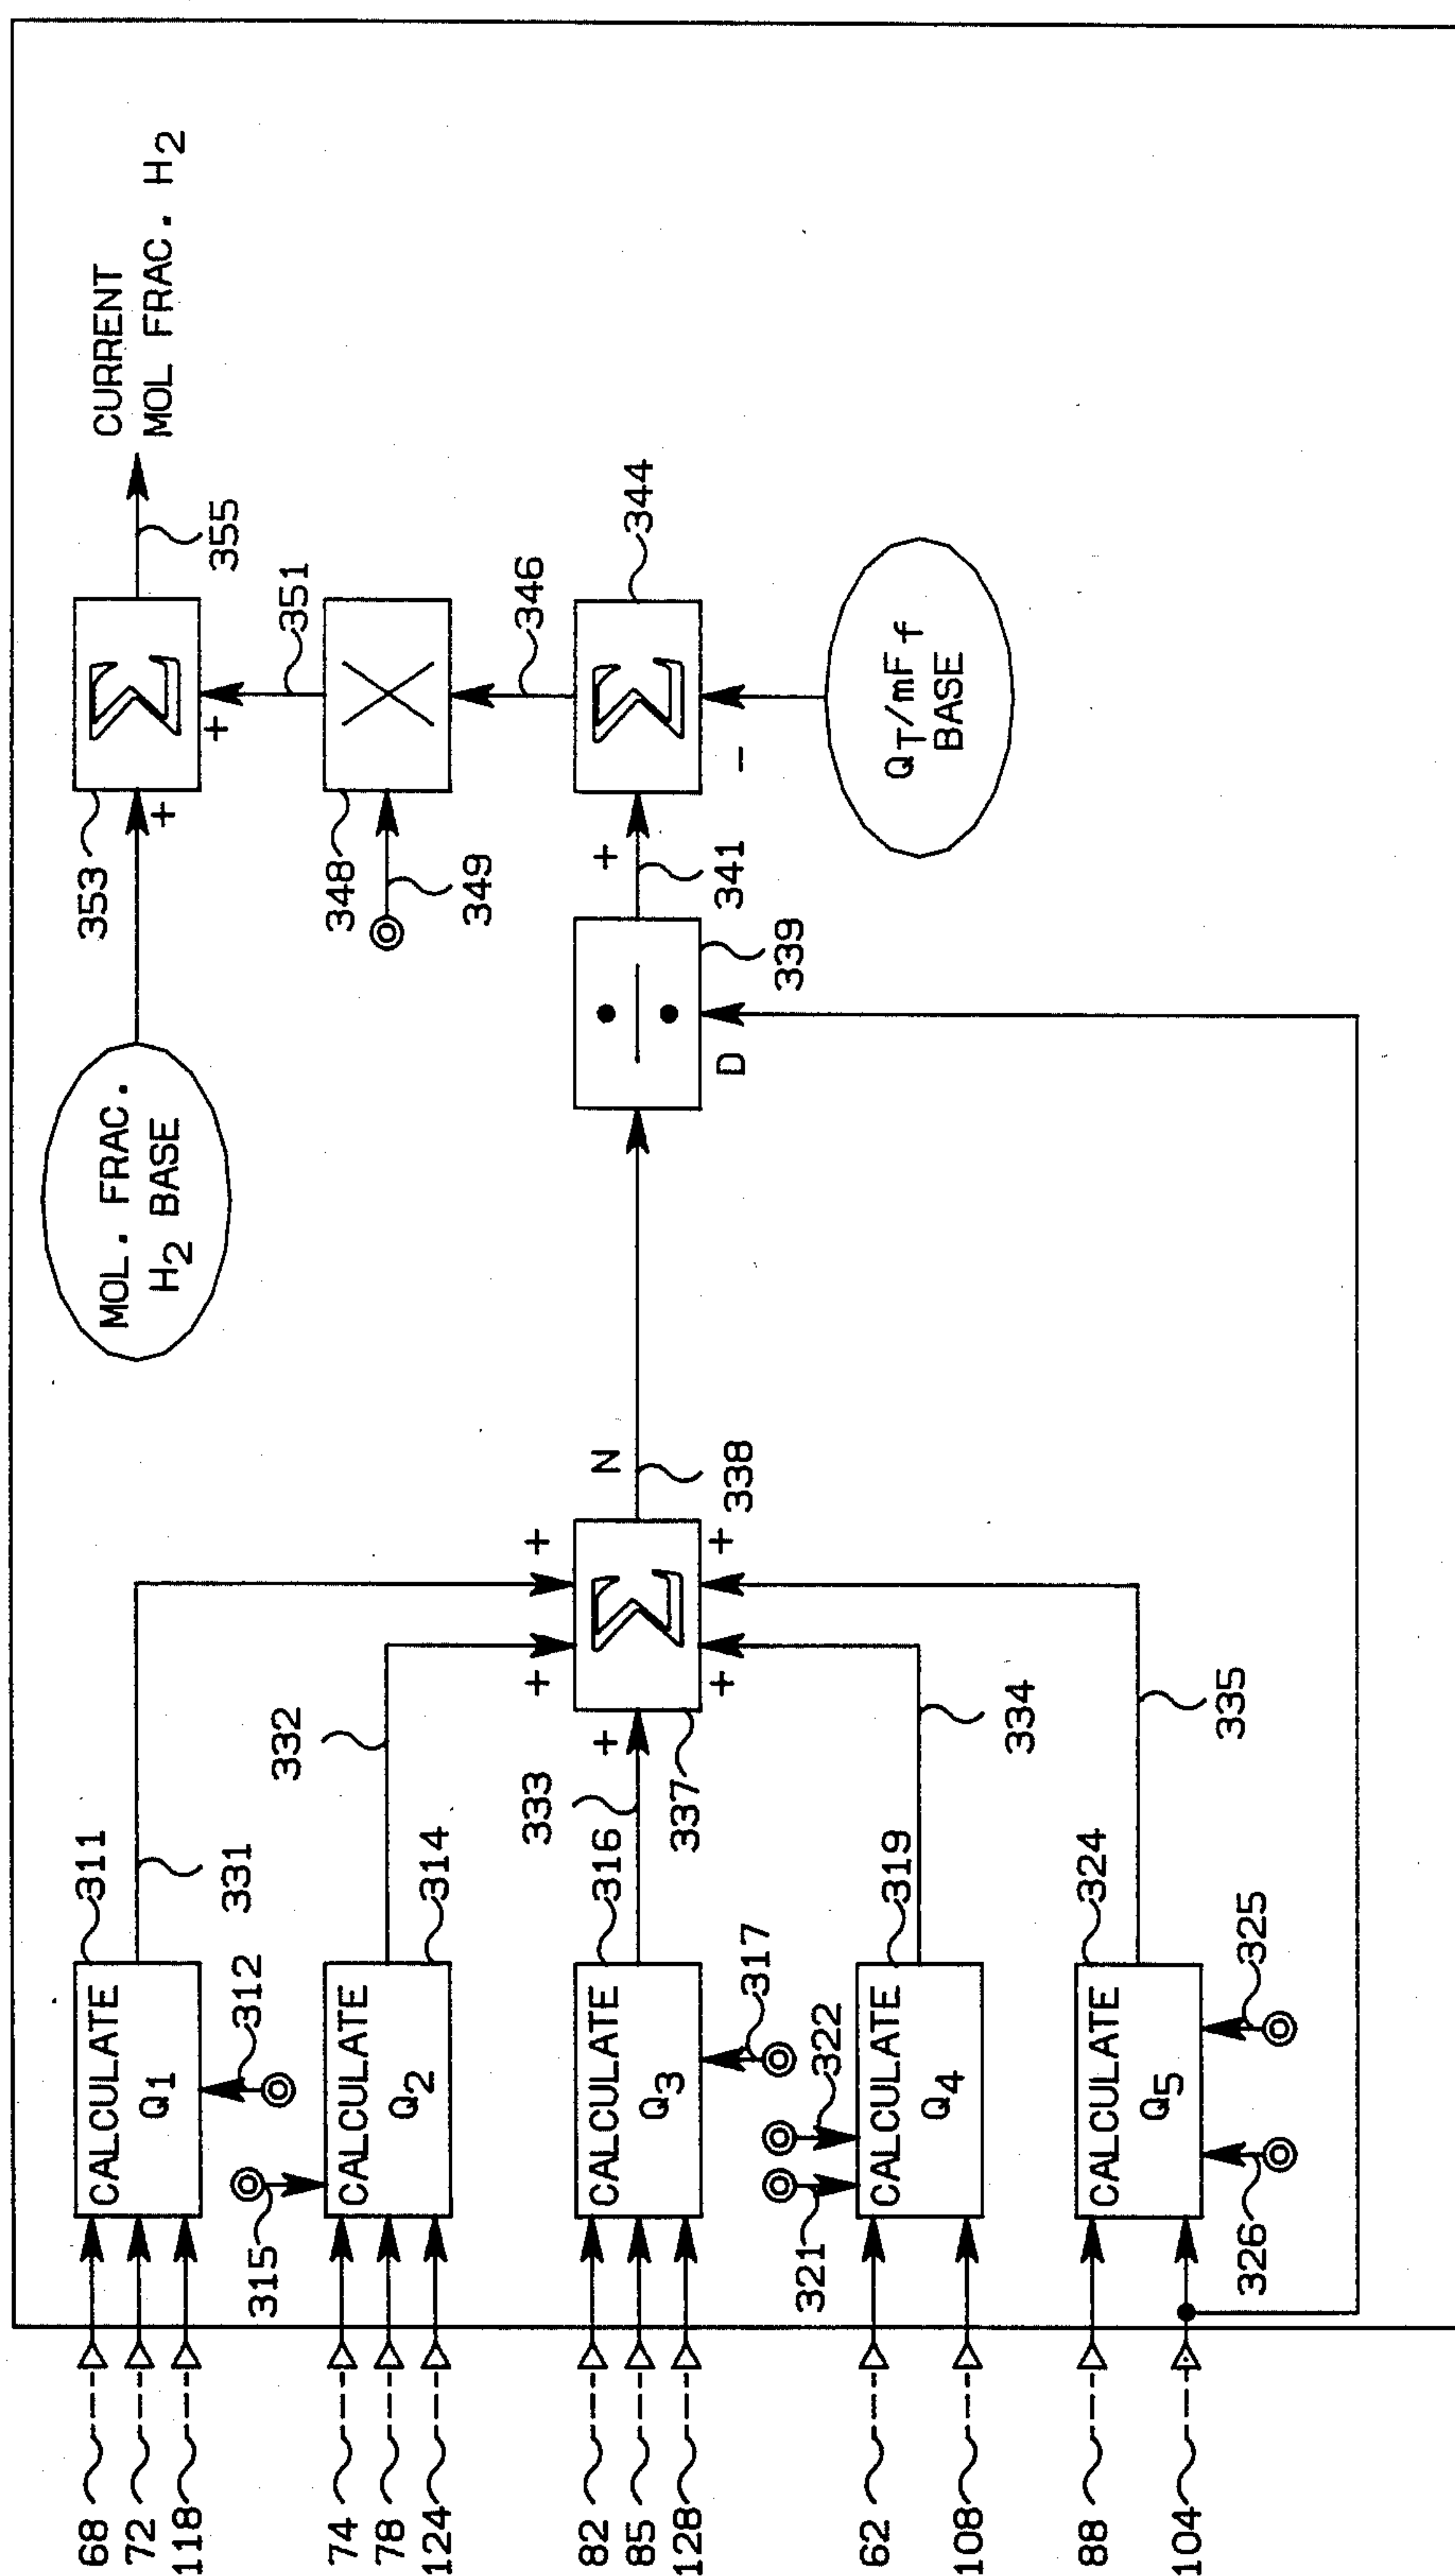 68
72
118
74
78
124
82
85
128
62
108
88
104
CALCULATE
Q1
311
312
331
CALCULATE
Q2
314
315
332
CALCULATE
Q3
316
317
333
CALCULATE
Q4
319
321
322
334
CALCULATE
Q5
324
325
326
335
+
+
+
+
+
Σ
337
N
338
÷
D
339
341
+
-
Σ
344
QT/mFf
BASE
346
348
349
X
351
MOL. FRAC.
H2 BASE
+
+
Σ
353
355
CURRENT
MOL FRAC. H2